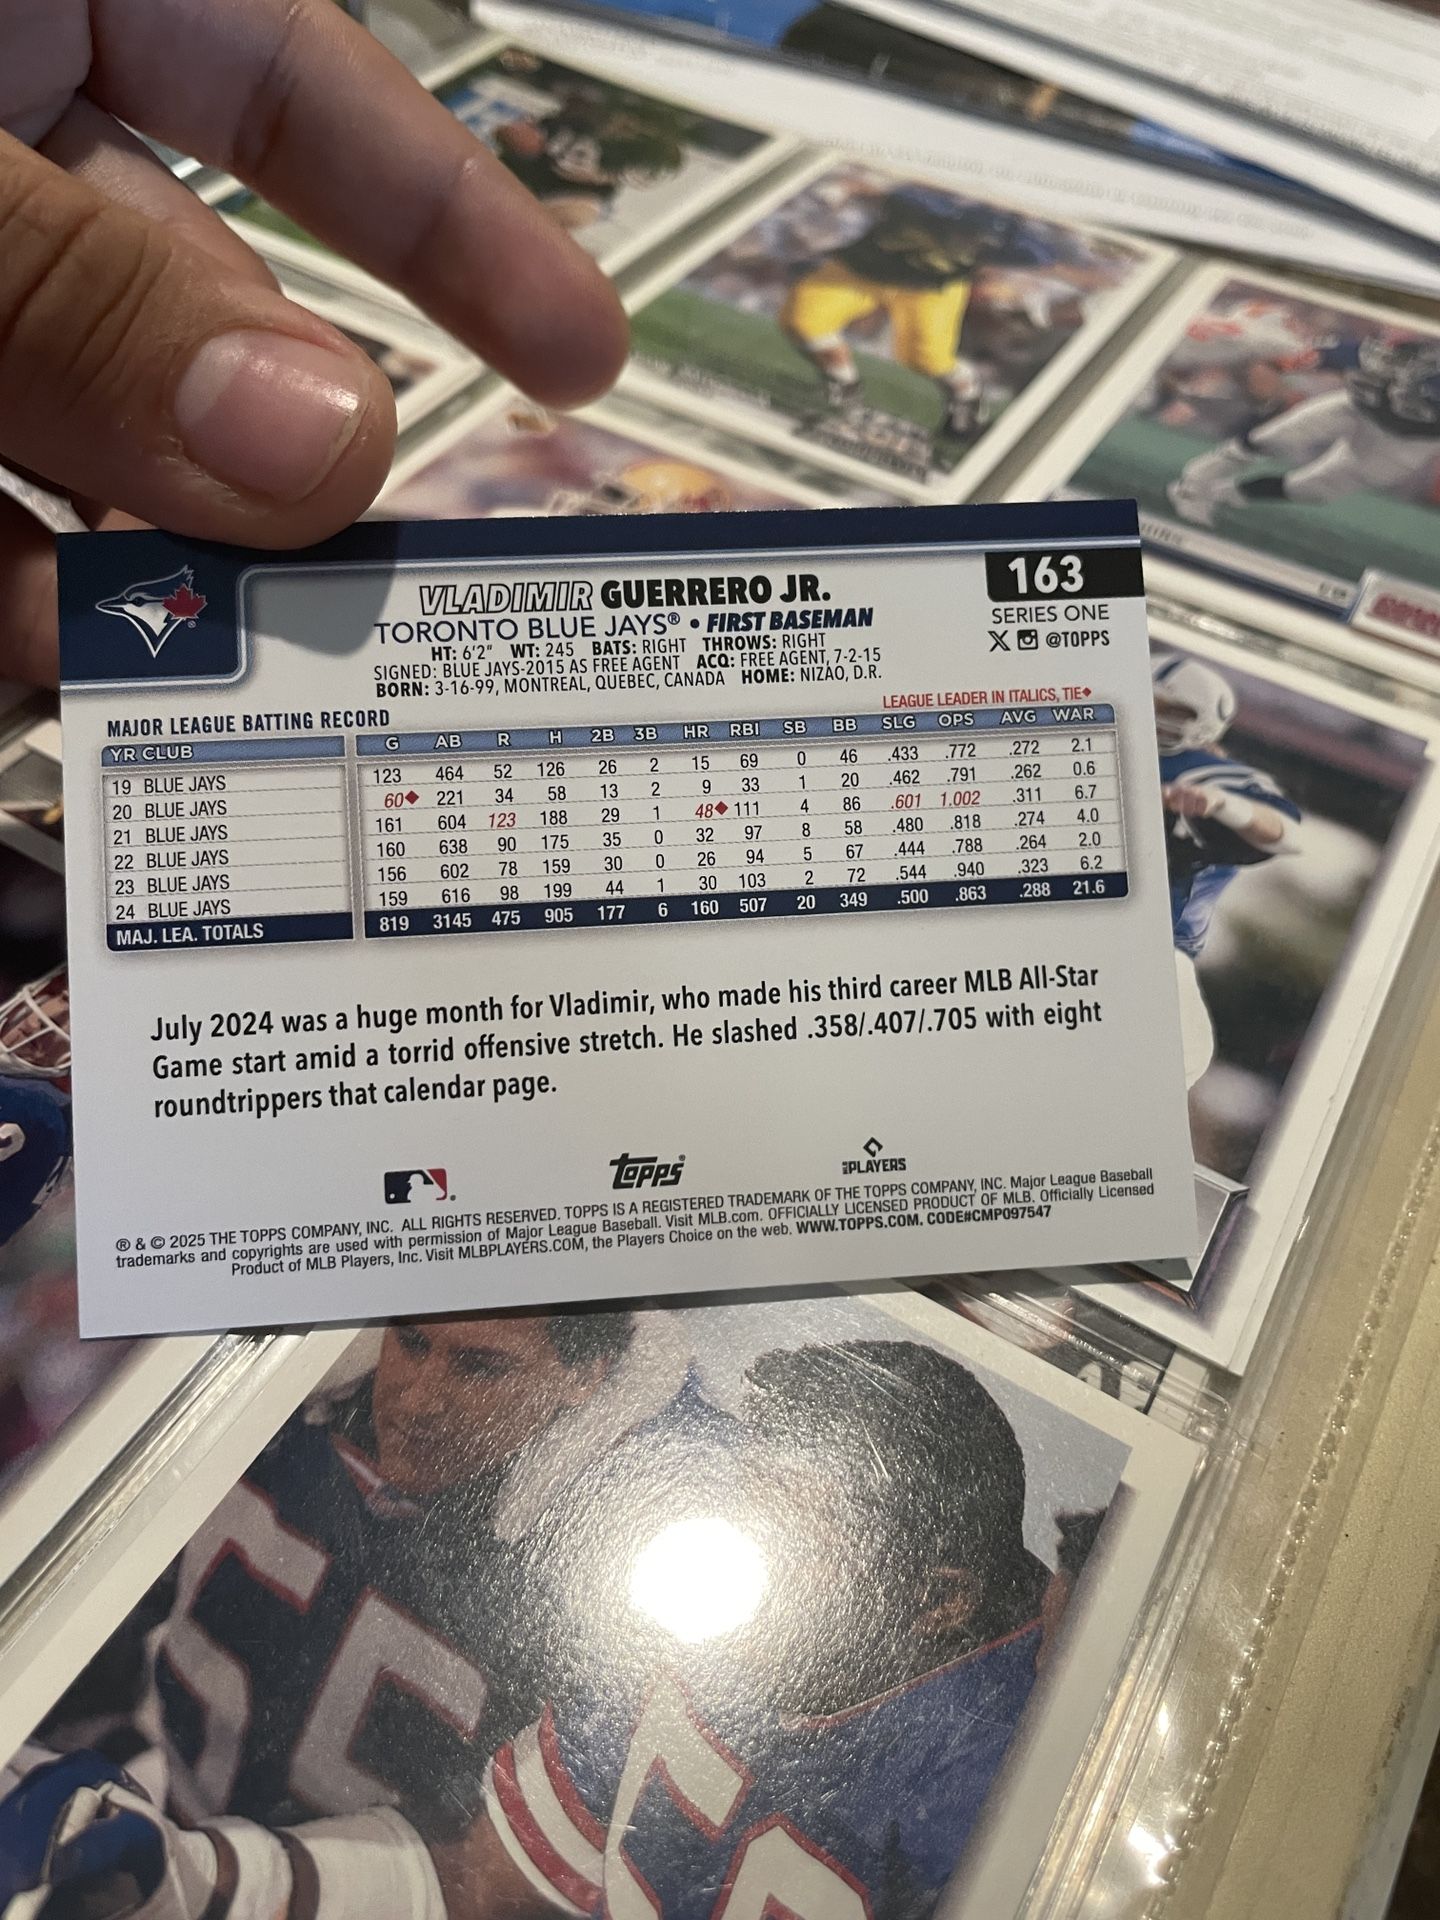 163
VLADIMIR GUERRERO JR.
SERIES ONE
TORONTO BLUE JAYS® • FIRST BASEMAN
@TOPPS
HT: 6'2" WT: 245 BATS: RIGHT THROWS: RIGHT
SIGNED: BLUE JAYS-2015 AS FREE AGENT ACQ: FREE AGENT, 7-2-15
BORN: 3-16-99, MONTREAL, QUEBEC, CANADA HOME: NIZAO, D.R.
MAJOR LEAGUE BATTING RECORD
LEAGUE LEADER IN ITALICS, TIE◆
YR CLUB G AB R H 2B 3B HR RBI SB BB SLG OPS AVG WAR
19 BLUE JAYS 123 464 52 126 26 2 15 69 0 46 .433 .772 .272 2.1
20 BLUE JAYS 60◆ 221 34 58 13 2 9 33 1 20 .462 .791 .262 0.6
21 BLUE JAYS 161 604 123 188 29 1 48◆ 111 4 86 .601 1.002 .311 6.7
22 BLUE JAYS 160 638 90 175 35 0 32 97 8 58 .480 .818 .274 4.0
23 BLUE JAYS 156 602 78 159 30 0 26 94 5 67 .444 .788 .264 2.0
24 BLUE JAYS 159 616 98 199 44 1 30 103 2 72 .544 .940 .323 6.2
MAJ. LEA. TOTALS 819 3145 475 905 177 6 160 507 20 349 .500 .863 .288 21.6
July 2024 was a huge month for Vladimir, who made his third career MLB All-Star
Game start amid a torrid offensive stretch. He slashed .358/.407/.705 with eight
roundtrippers that calendar page.
Topps
PLAYERS
® & © 2025 THE TOPPS COMPANY, INC. ALL RIGHTS RESERVED. TOPPS IS A REGISTERED TRADEMARK OF THE TOPPS COMPANY, INC. Major League Baseball
trademarks and copyrights are used with permission of Major League Baseball. Visit MLB.com. OFFICIALLY LICENSED PRODUCT OF MLB. Officially Licensed
Product of MLB Players, Inc. Visit MLBPLAYERS.COM, the Players Choice on the web. WWW.TOPPS.COM. CODE#CMP097547